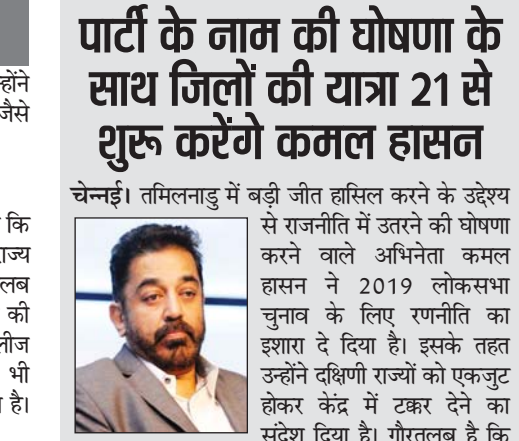 पार्टी के नाम की घोषणा के
साथ जिलों की यात्रा 21 से
शुरू करेंगे कमल हासन
चेन्नई। तमिलनाडु में बड़ी जीत हासिल करने के उद्देश्य
से राजनीति में उतरने की घोषणा
करने वाले अभिनेता कमल
हासन ने 2019 लोकसभा
चुनाव के लिए रणनीति का
इशारा दे दिया है। इसके तहत
उन्होंने दक्षिणी राज्यों को एकजुट
होकर केंद्र में टक्कर देने का
संदेश दिया है। गौरतलब है कि
जैसे
कि
की
भी
है।